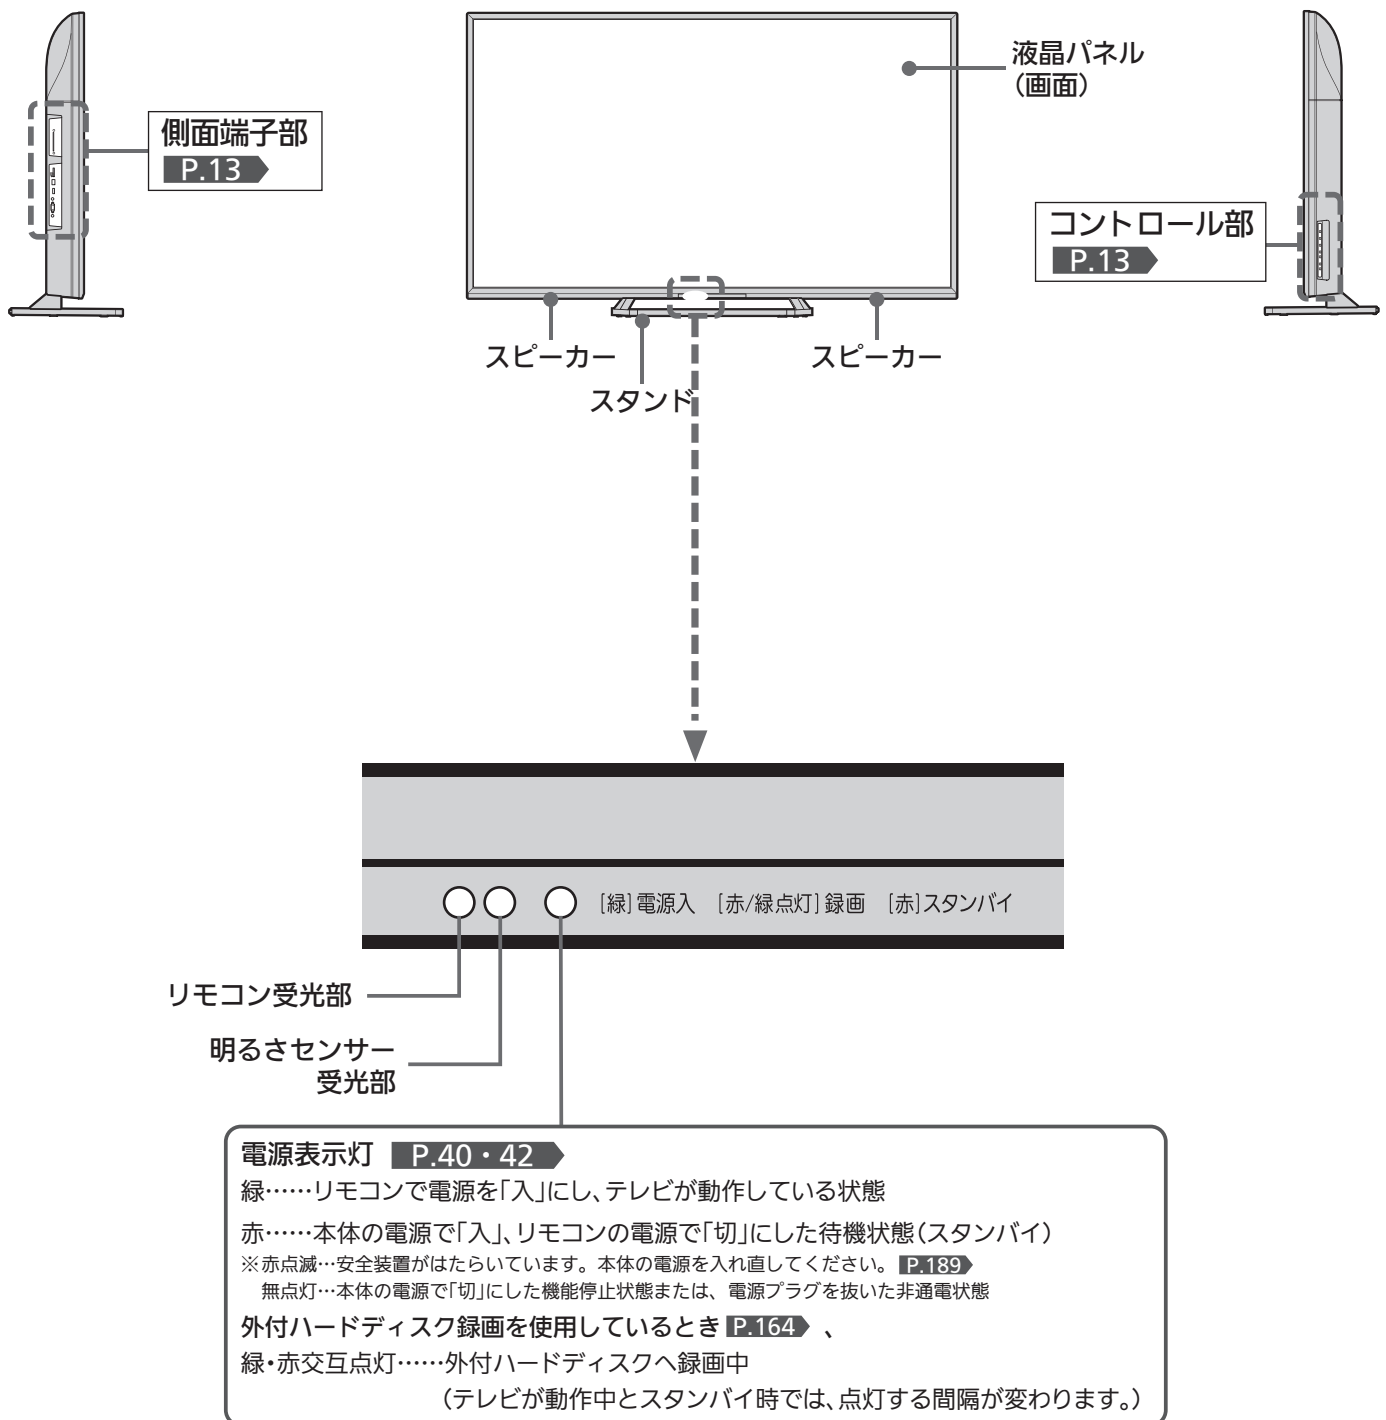 液晶パネル
（画面）
側面端子部
P.13
コントロール部
P.13
スピーカー
スピーカー
スタンド
[緑]電源入 [赤/緑点灯]録画 [赤]スタンバイ
リモコン受光部
明るさセンサー
受光部
電源表示灯 P.40・42
緑……リモコンで電源を「入」にし、テレビが動作している状態
赤……本体の電源で「入」、リモコンの電源で「切」にした待機状態（スタンバイ）
※赤点滅…安全装置がはたらいています。本体の電源を入れ直してください。 P.189
無点灯…本体の電源で「切」にした機能停止状態または、電源プラグを抜いた非通電状態
外付ハードディスク録画を使用しているとき P.164 、
緑・赤交互点灯……外付ハードディスクへ録画中
（テレビが動作中とスタンバイ時では、点灯する間隔が変わります。）